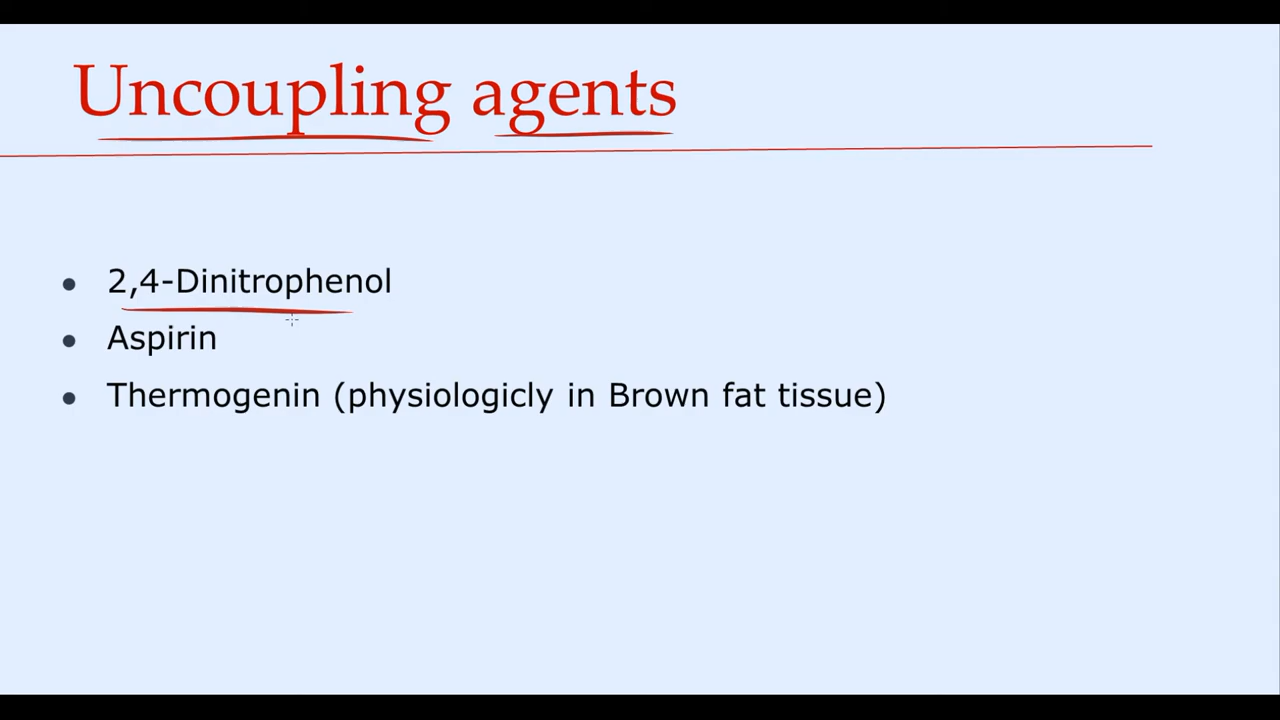 Uncoupling agents
● 2,4-Dinitrophenol
● Aspirin
● Thermogenin (physiologicly in Brown fat tissue)